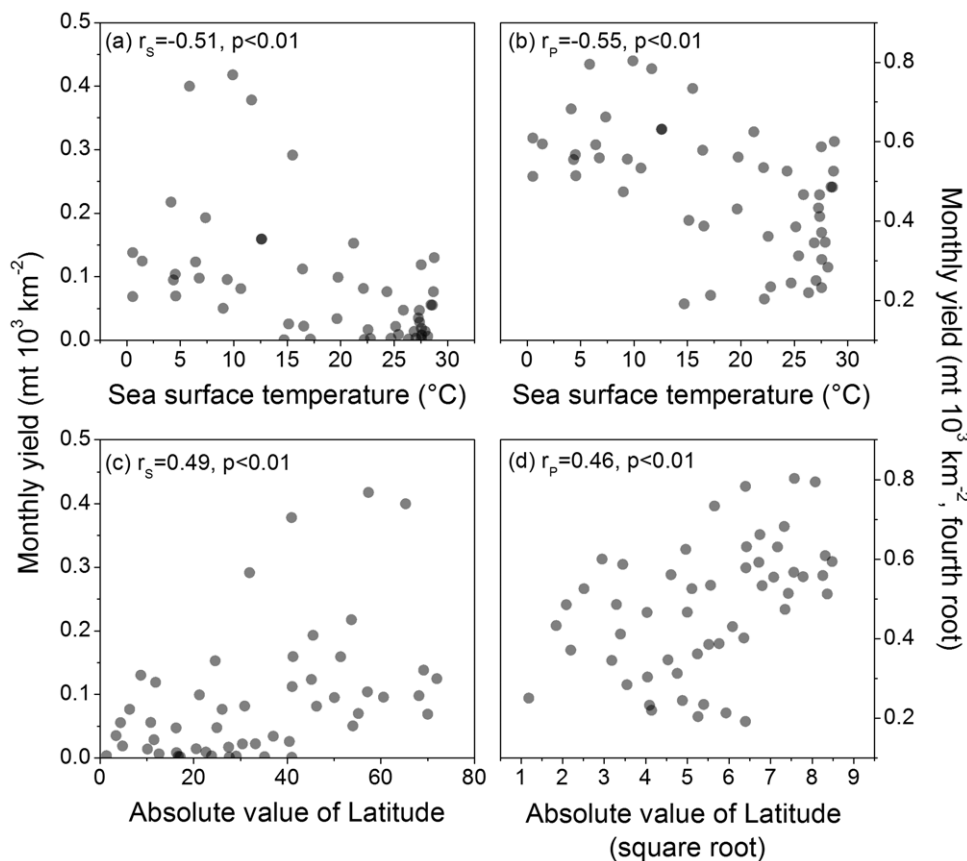 (a) r_S=-0.51, p<0.01
0.5
0.4
0.3
0.2
0.1
0.0
0 5 10 15 20 25 30
Sea surface temperature (°C)
(b) r_P=-0.55, p<0.01
0.8
0.6
0.4
0.2
0 5 10 15 20 25 30
Sea surface temperature (°C)
Monthly yield (mt 10³ km⁻²)
Monthly yield (mt 10³ km⁻², fourth root)
(c) r_S=0.49, p<0.01
0.5
0.4
0.3
0.2
0.1
0.0
0 20 40 60 80
Absolute value of Latitude
(d) r_P=0.46, p<0.01
0.8
0.6
0.4
0.2
1 2 3 4 5 6 7 8 9
Absolute value of Latitude
(square root)